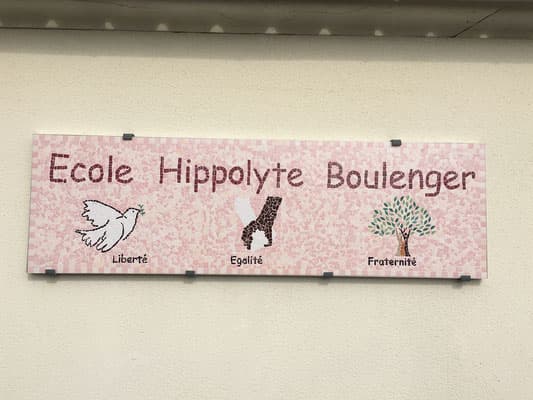 Ecole Hippolyte Boulenger
Liberté Egalité Fraternité